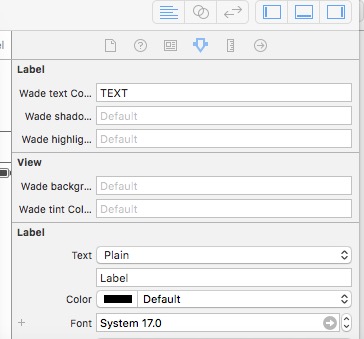 el
Label
Wade text Co... TEXT
Wade shado... Default
Wade highlig... Default
View
Wade backgr... Default
Wade tint Col... Default
Label
Text Plain
Label
Color Default
+ Font System 17.0